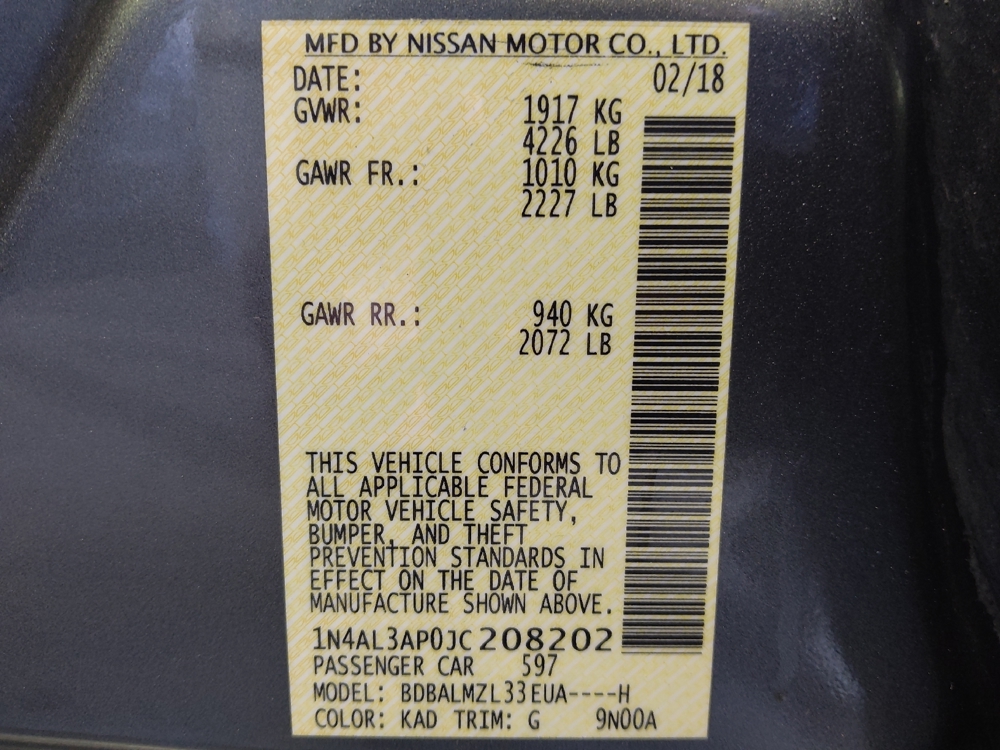 MFD BY NISSAN MOTOR CO., LTD.
DATE: 02/18
GVWR: 1917 KG
4226 LB
GAWR FR.: 1010 KG
2227 LB
GAWR RR.: 940 KG
2072 LB
THIS VEHICLE CONFORMS TO
ALL APPLICABLE FEDERAL
MOTOR VEHICLE SAFETY,
BUMPER, AND THEFT
PREVENTION STANDARDS IN
EFFECT ON THE DATE OF
MANUFACTURE SHOWN ABOVE.
1N4AL3AP0JC208202
PASSENGER CAR 597
MODEL: BDBALMZL33EUA----H
COLOR: KAD TRIM: G 9N00A